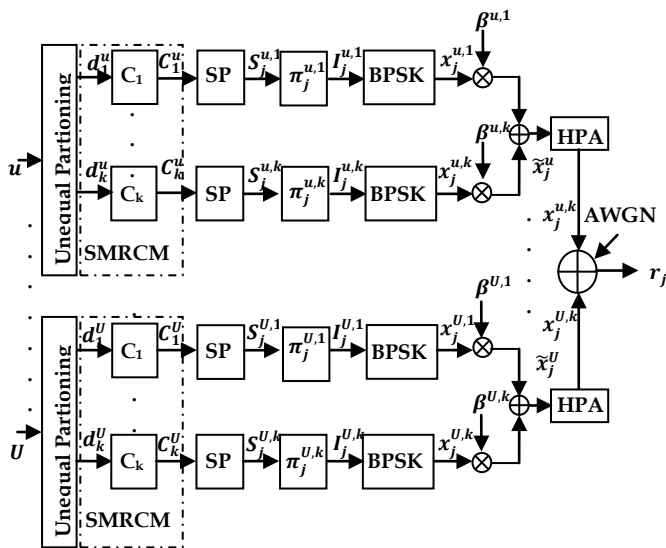 β^{u,1}
d_1^u C_1^u S_j^{u,1} I_j^{u,1} x_j^{u,1}
C_1 SP π_j^{u,1} BPSK ⊗
Unequal Partioning
u
. . .
β^{u,k}
⊕ HPA
x̃_j^u
d_k^u C_k^u S_j^{u,k} I_j^{u,k} x_j^{u,k}
C_k SP π_j^{u,k} BPSK ⊗
SMRCM
x_j^{u,k} AWGN
⊕ r_j
β^{U,1}
x_j^{U,k}
d_1^U C_1^U S_j^{U,1} I_j^{U,1} x_j^{U,1}
C_1 SP π_j^{U,1} BPSK ⊗
x̃_j^U
Unequal Partioning
U
. . .
β^{U,k}
⊕ HPA
d_k^U C_k^U S_j^{U,k} I_j^{U,k} x_j^{U,k}
C_k SP π_j^{U,k} BPSK ⊗
SMRCM